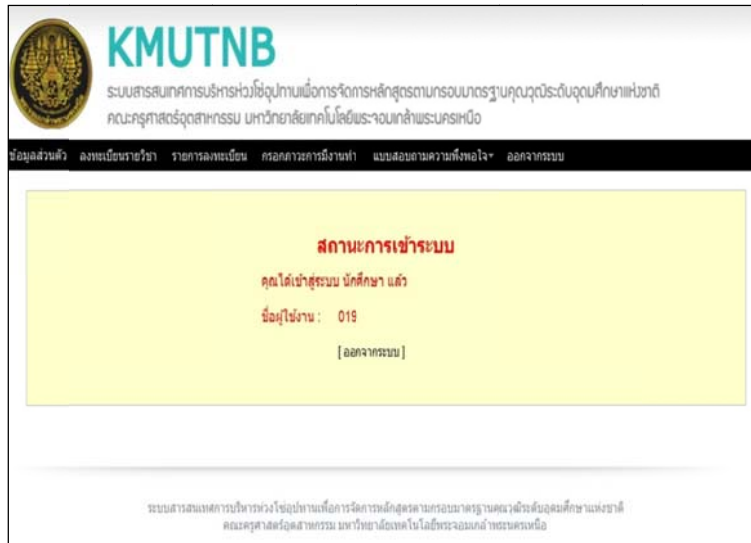 KMUTNB
ระบบสารสนเทศการบริหารห่วงโซ่อุปทานเพื่อการจัดการหลักสูตรตามกรอบมาตรฐานคุณวุฒิระดับอุดมศึกษาแห่งชาติ
คณะครุศาสตร์อุตสาหกรรม มหาวิทยาลัยเทคโนโลยีพระจอมเกล้าพระนครเหนือ
ข้อมูลส่วนตัว ลงทะเบียนรายวิชา รายการลงทะเบียน กรอกภาวะการมีงานทำ แบบสอบถามความพึงพอใจ ออกจากระบบ
สถานะการเข้าระบบ
คุณได้เข้าสู่ระบบ นักศึกษา แล้ว
ชื่อผู้ใช้งาน : 019
[ ออกจากระบบ ]
ระบบสารสนเทศการบริหารห่วงโซ่อุปทานเพื่อการจัดการหลักสูตรตามกรอบมาตรฐานคุณวุฒิระดับอุดมศึกษาแห่งชาติ
คณะครุศาสตร์อุตสาหกรรม มหาวิทยาลัยเทคโนโลยีพระจอมเกล้าพระนครเหนือ